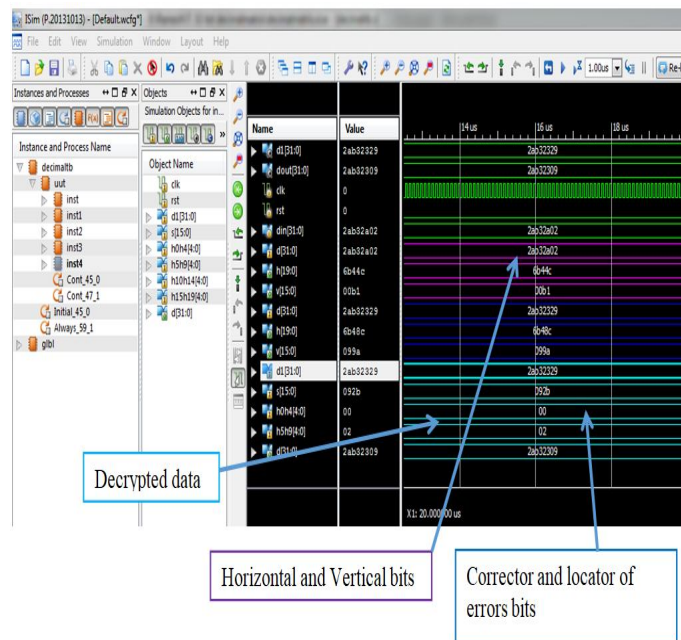 ISim (P.20131013) - [Default.wcfg*]
File Edit View Simulation Window Layout Help
1.00us
Instances and Processes
Instance and Process Name
decimaltb
uut
inst
inst1
inst2
inst3
inst4
Cont_45_0
Cont_47_1
Initial_45_0
Always_59_1
glbl
Objects
Simulation Objects for in...
Object Name
clk
rst
d1[31:0]
s[15:0]
h0h4[4:0]
h5h9[4:0]
h10h14[4:0]
h15h19[4:0]
d[31:0]
Name Value
14 us 16 us 18 us
d1[31:0] 2ab32329 2ab32329
dout[31:0] 2ab32309 2ab32309
clk 0
rst 0
din[31:0] 2ab32a02 2ab32a02
d[31:0] 2ab32a02 2ab32a02
h[19:0] 6b44c 6b44c
v[15:0] 00b1 00b1
d[31:0] 2ab32329 2ab32329
h[19:0] 6b48c 6b48c
v[15:0] 099a 099a
d1[31:0] 2ab32329 2ab32329
s[15:0] 092b 092b
h0h4[4:0] 00 00
h5h9[4:0] 02 02
d[31:0] 2ab32309 2ab32309
X1: 20.000000 us
Decrypted data
Horizontal and Vertical bits
Corrector and locator of
errors bits